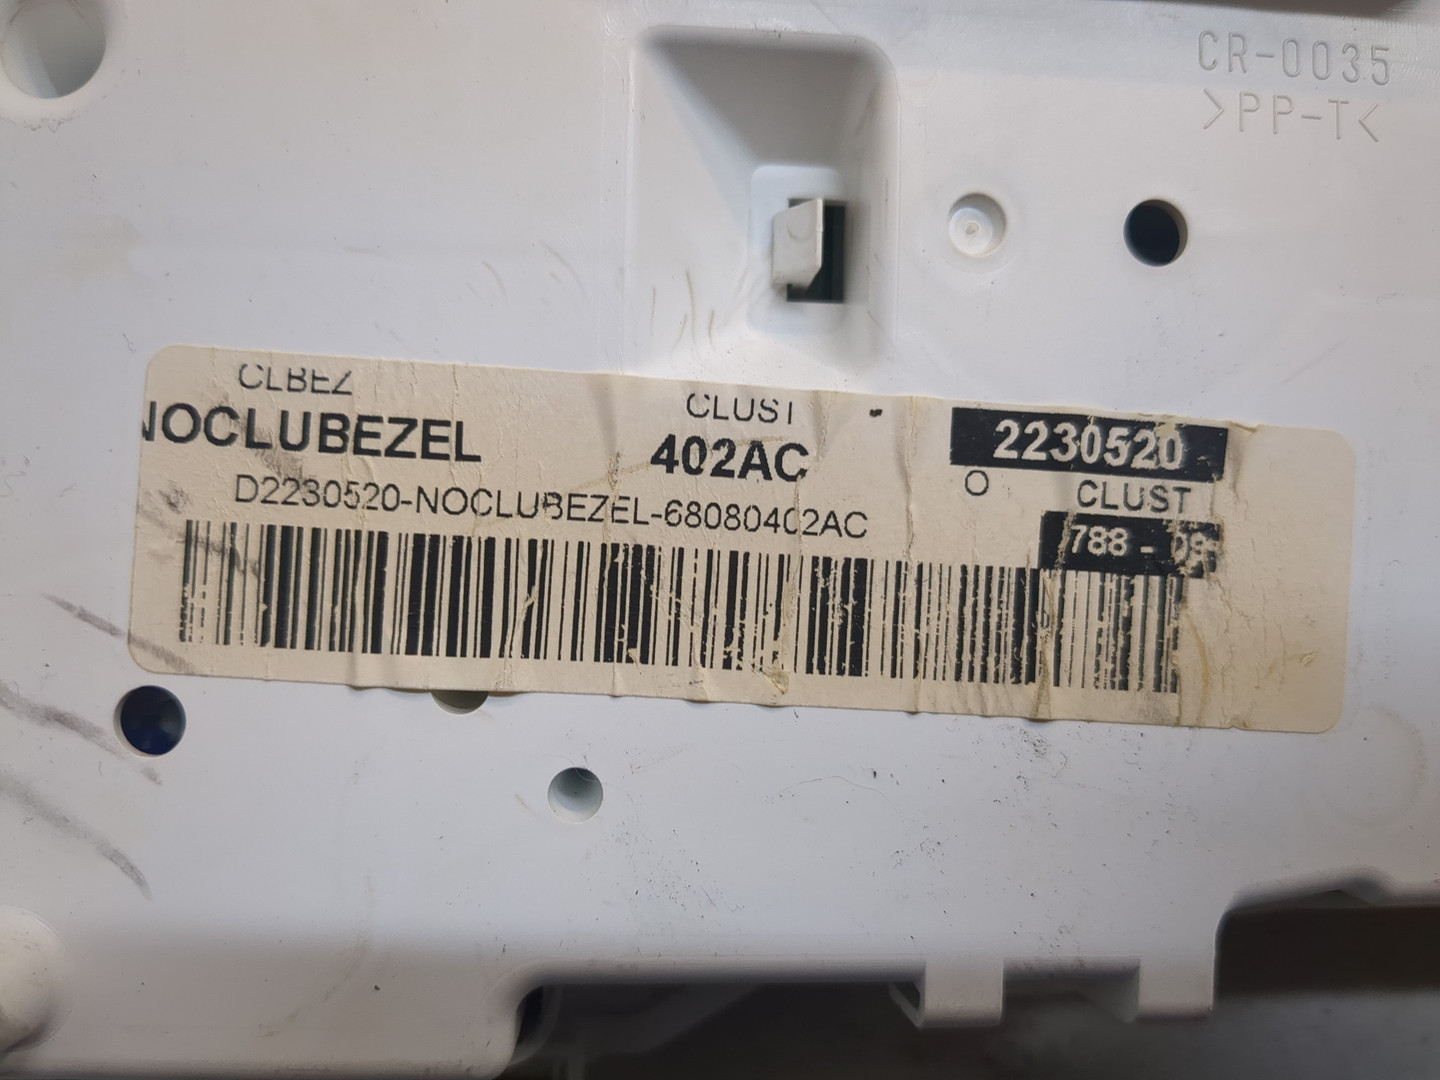 CR-0035
>PP-T<
CLBEZ
NOCLUBEZEL
CLUST
402AC
2230520
O
CLUST
D2230520-NOCLUBEZEL-68080402AC
788 -